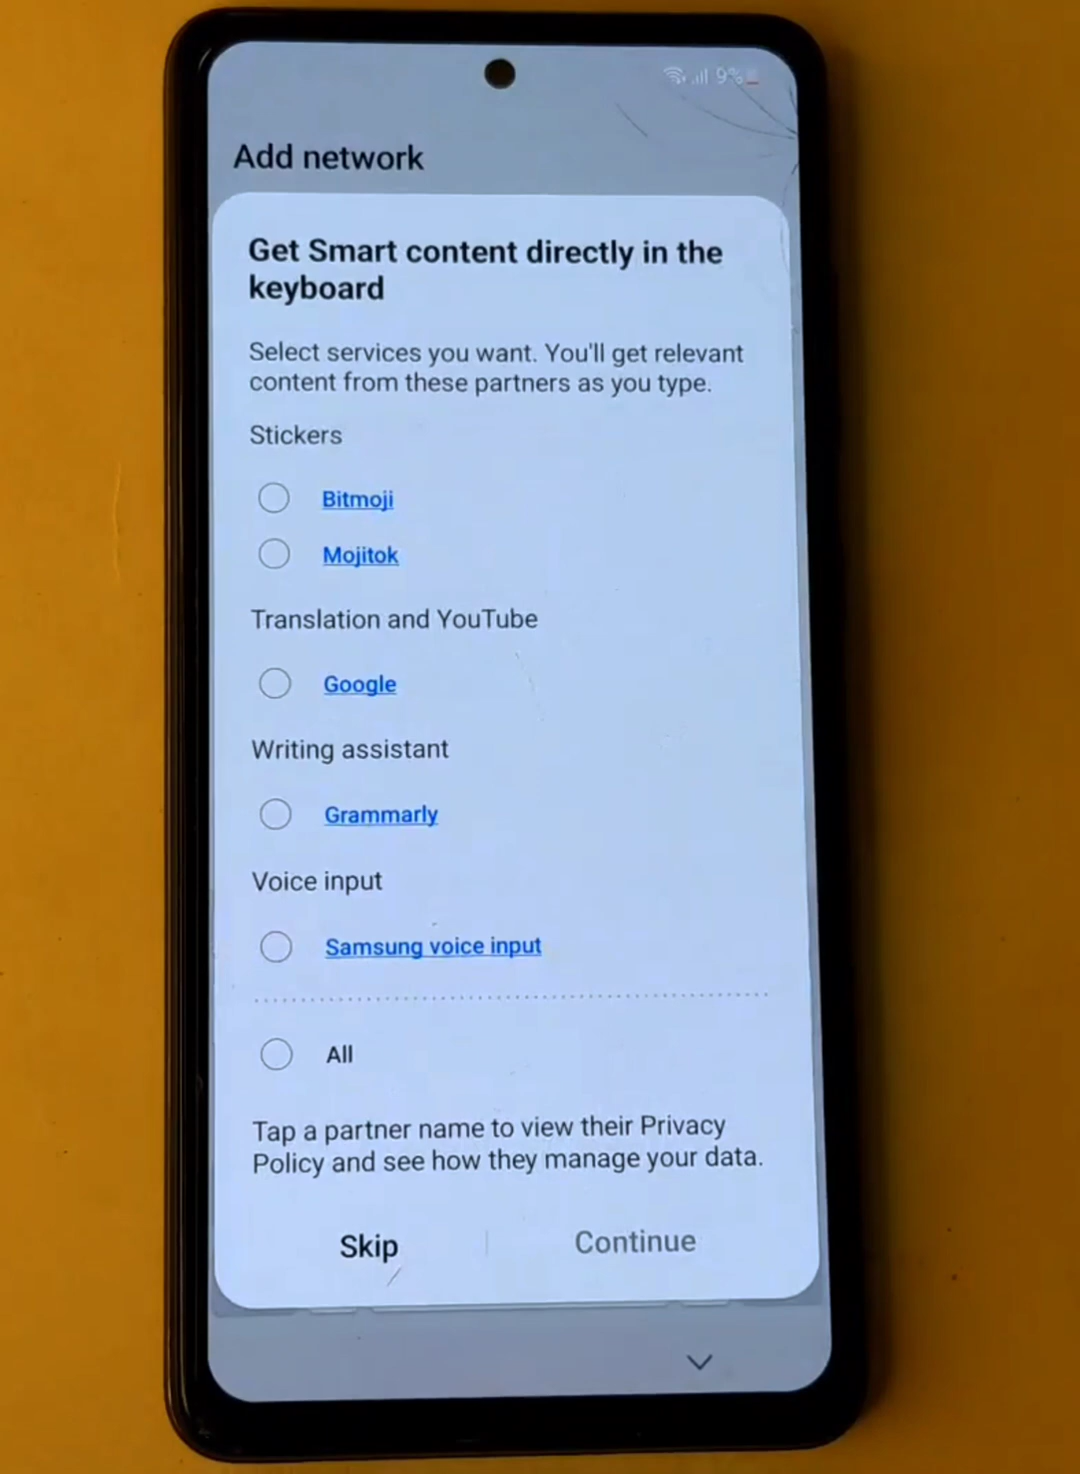 9%
Add network
Get Smart content directly in the
keyboard
Select services you want. You'll get relevant
content from these partners as you type.
Stickers
Bitmoji
Mojitok
Translation and YouTube
Google
Writing assistant
Grammarly
Voice input
Samsung voice input
All
Tap a partner name to view their Privacy
Policy and see how they manage your data.
Skip
Continue